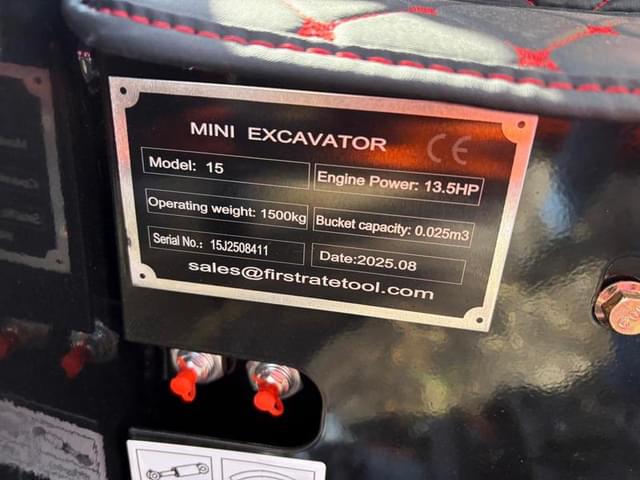 MINI EXCAVATOR CE
Model: 15
Engine Power: 13.5HP
Operating weight: 1500kg
Bucket capacity: 0.025m3
Serial No.: 15J2508411
Date:2025.08
sales@firstratetool.com